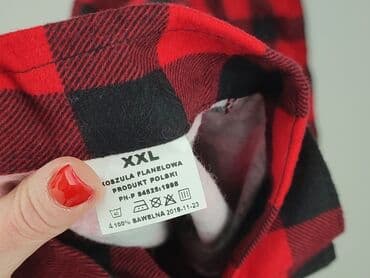 XXL
KOSZULA FLANELOWA
PRODUKT POLSKI
PN-P 84525:1998
100% BAWEŁNA 2018-11-23